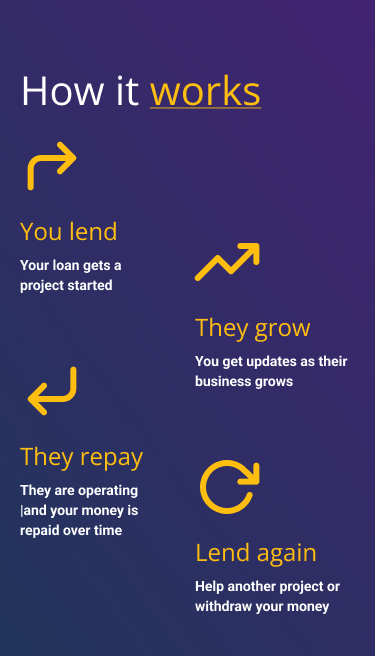 How it works
You lend
Your loan gets a
project started
They grow
You get updates as their
business grows
They repay
They are operating
|and your money is
repaid over time
Lend again
Help another project or
withdraw your money